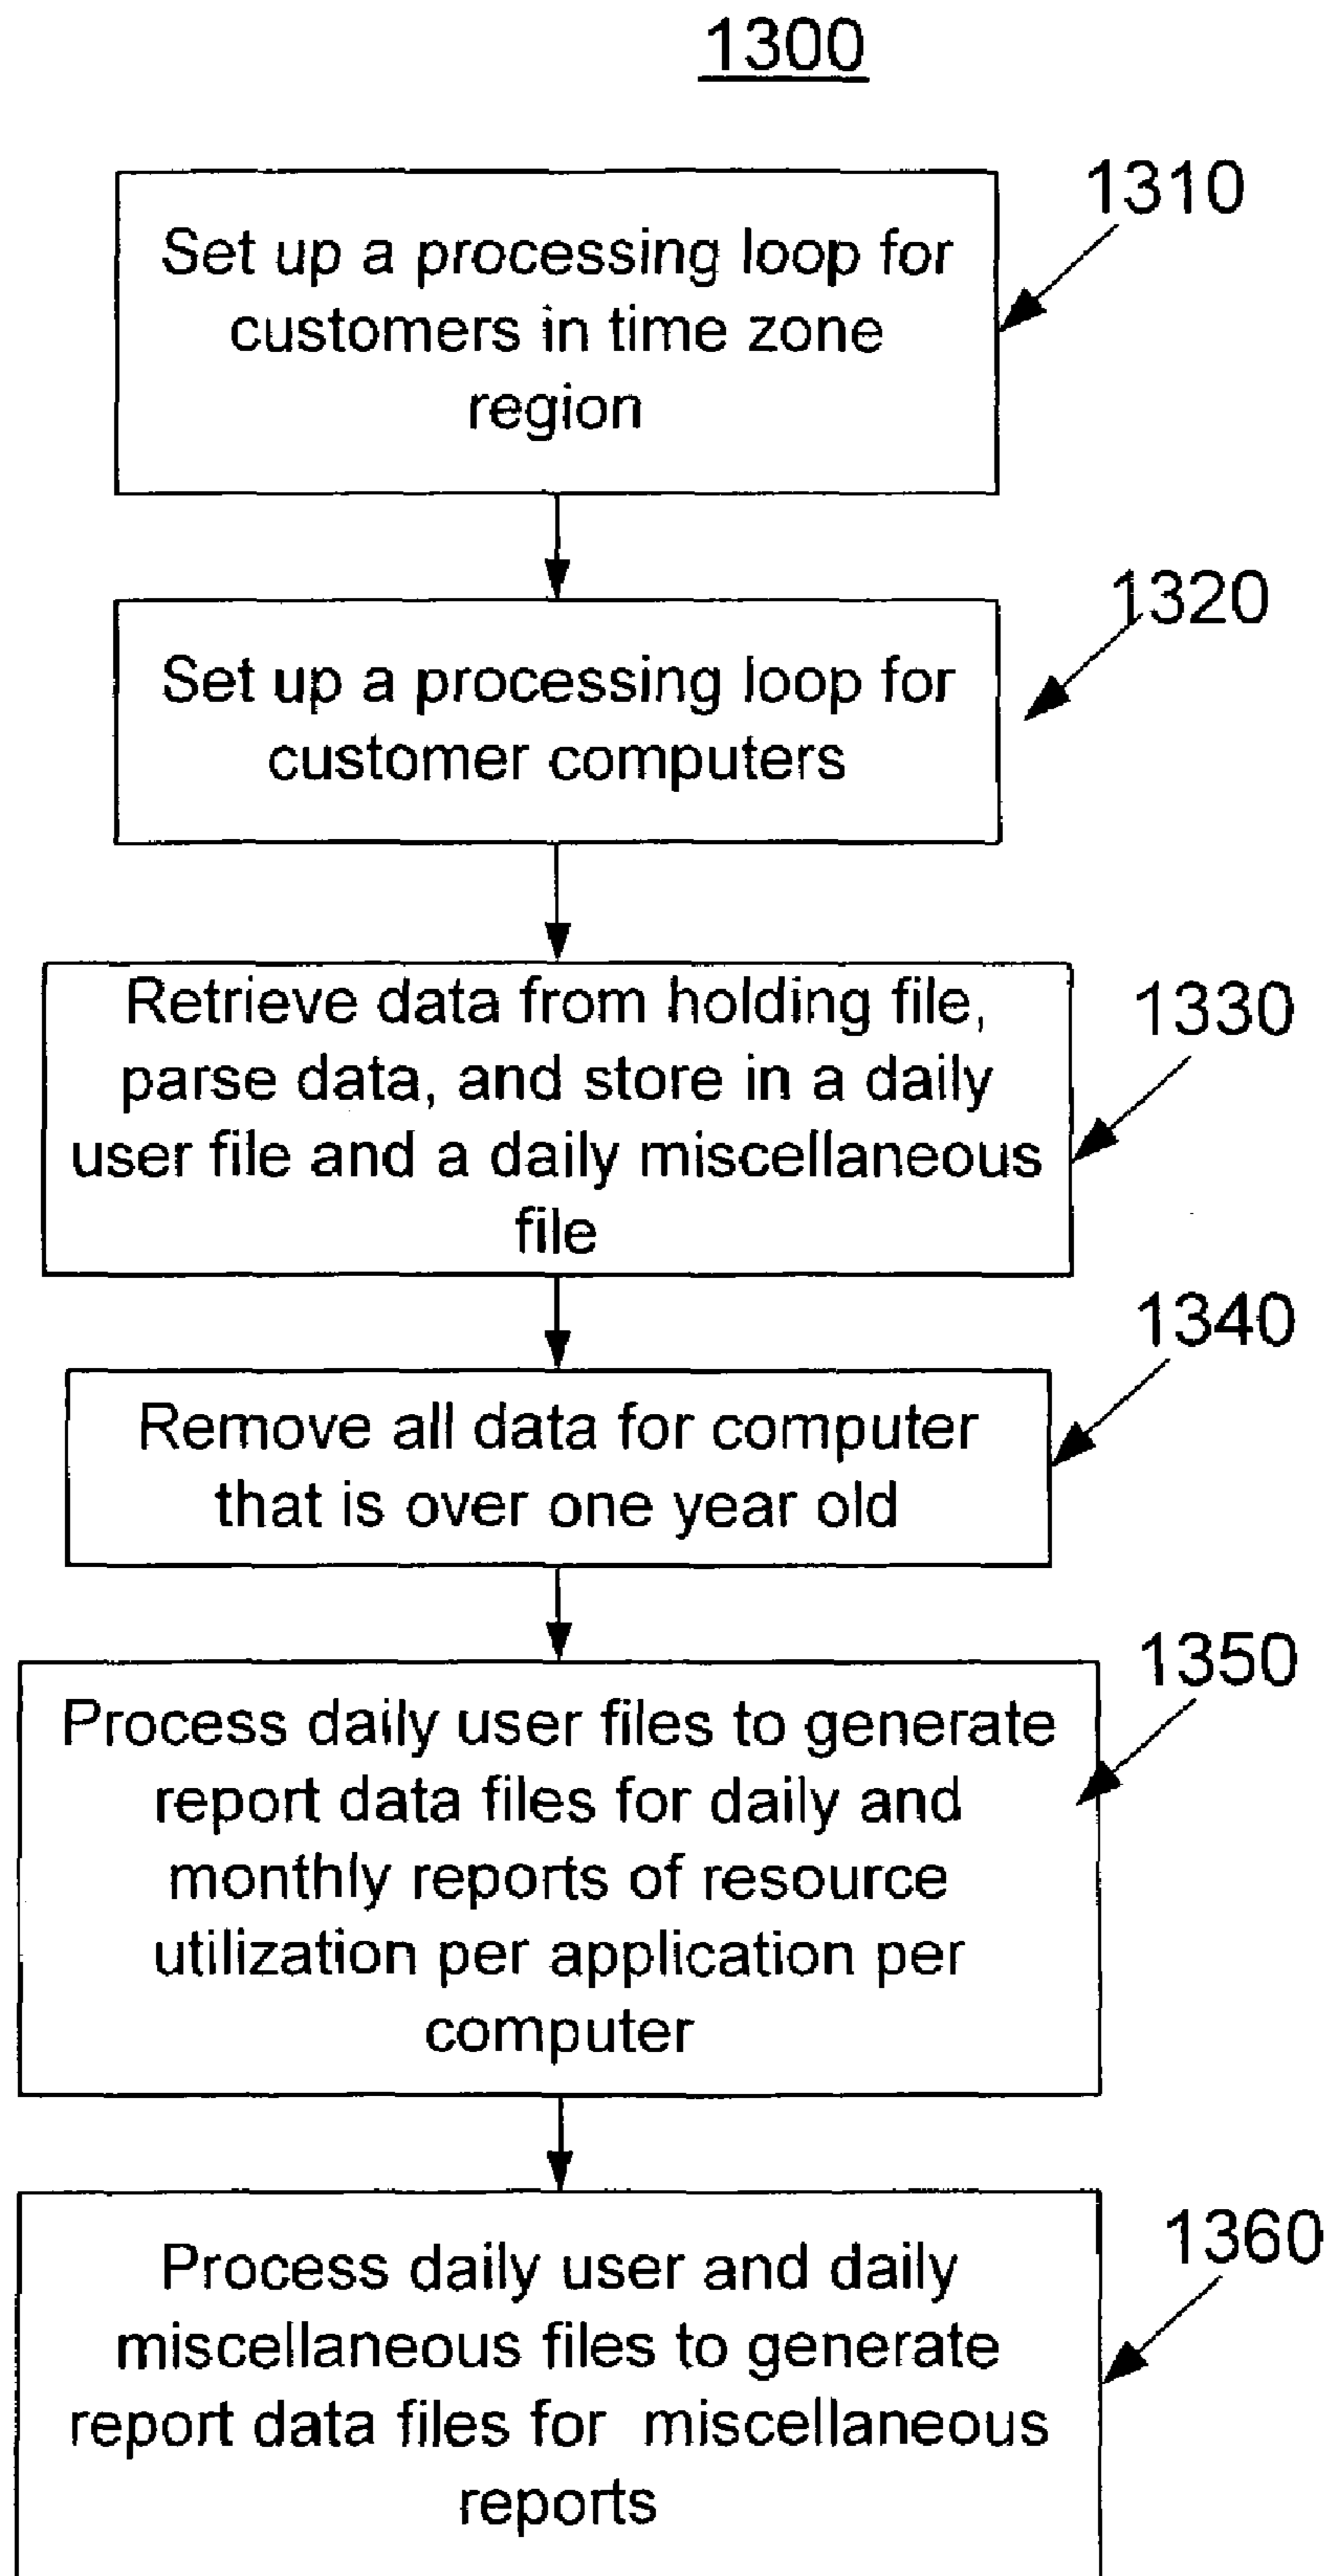 1300
1310
Set up a processing loop for
customers in time zone
region
1320
Set up a processing loop for
customer computers
1330
Retrieve data from holding file,
parse data, and store in a daily
user file and a daily miscellaneous
file
1340
Remove all data for computer
that is over one year old
1350
Process daily user files to generate
report data files for daily and
monthly reports of resource
utilization per application per
computer
1360
Process daily user and daily
miscellaneous files to generate
report data files for miscellaneous
reports